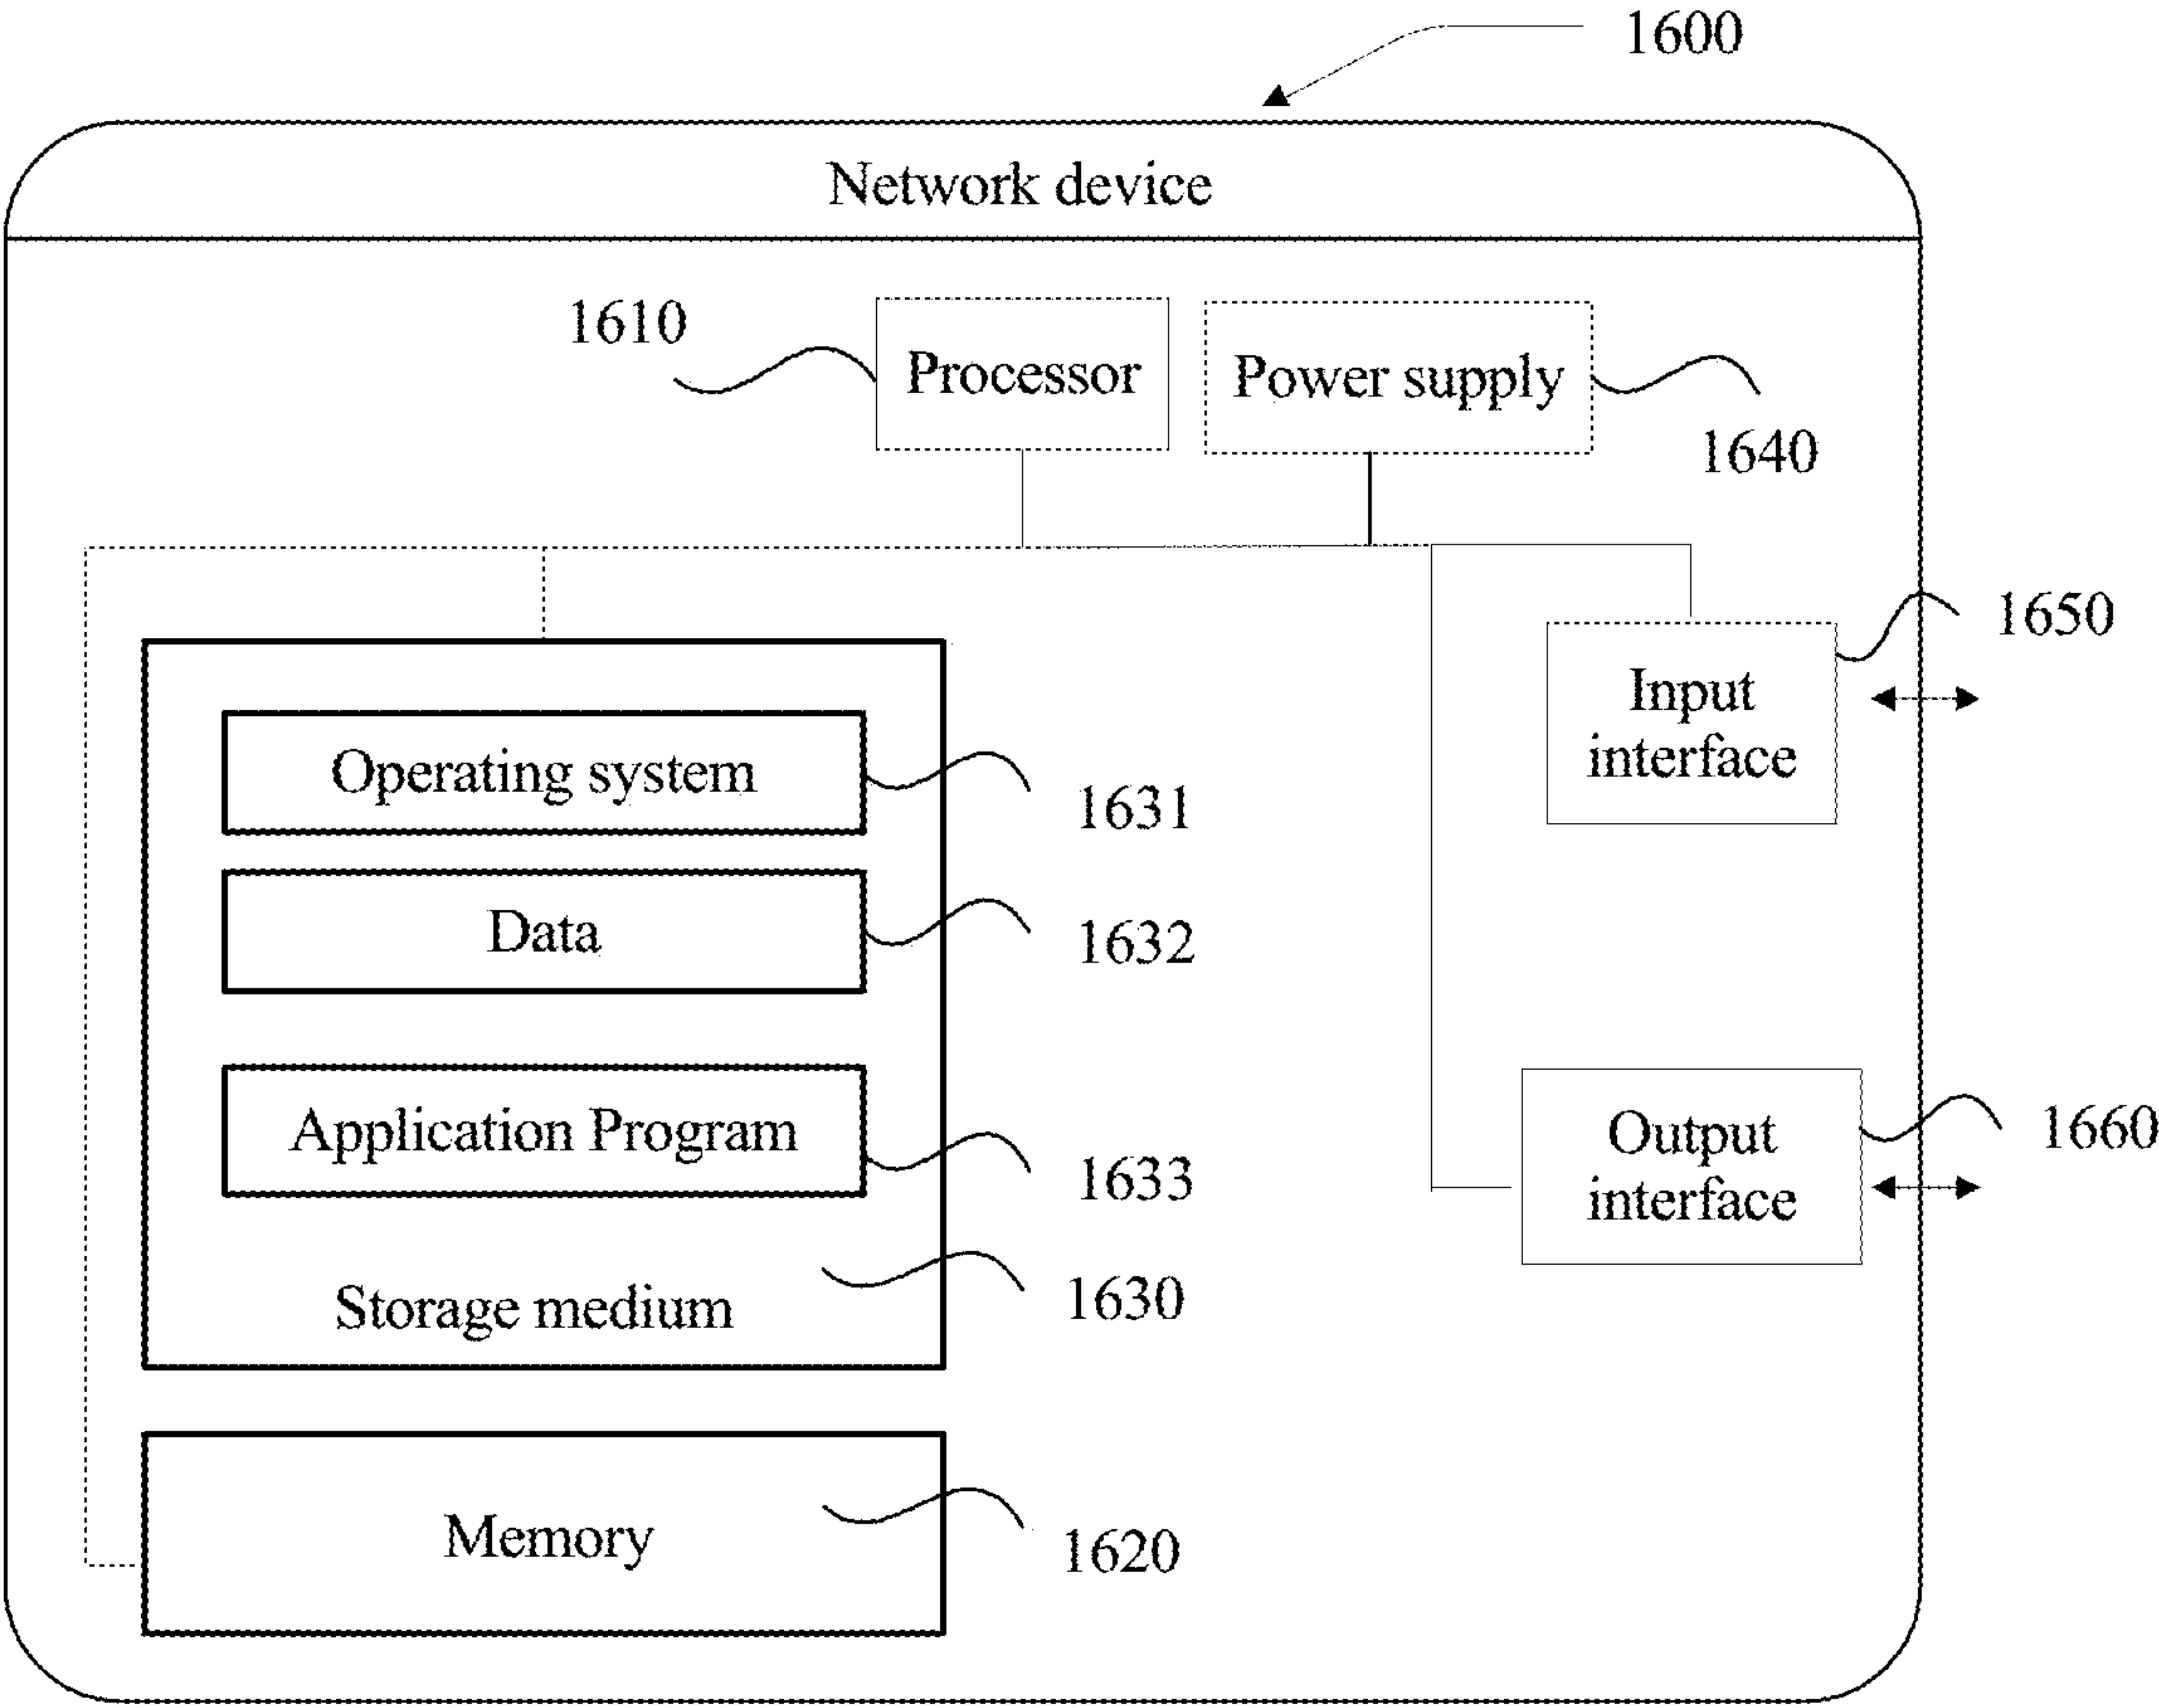 1600
Network device
1610
Processor
Power supply
1640
1650
Input
interface
Operating system
1631
Data
1632
Application Program
1633
Output
interface
1660
Storage medium
1630
Memory
1620